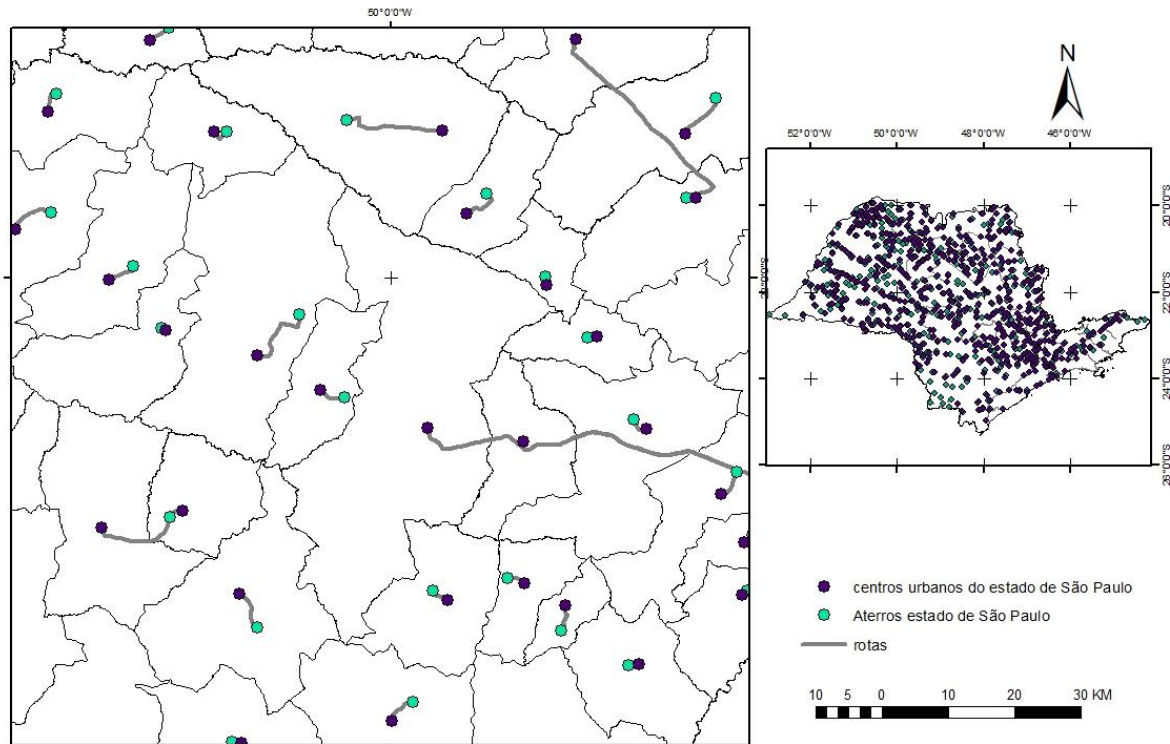 50°0'0"W
N
52°0'0"W 50°0'0"W 48°0'0"W 46°0'0"W
20°0'0"S
22°0'0"S
24°0'0"S
26°0'0"S
centros urbanos do estado de São Paulo
Aterros estado de São Paulo
rotas
10 5 0 10 20 30 KM